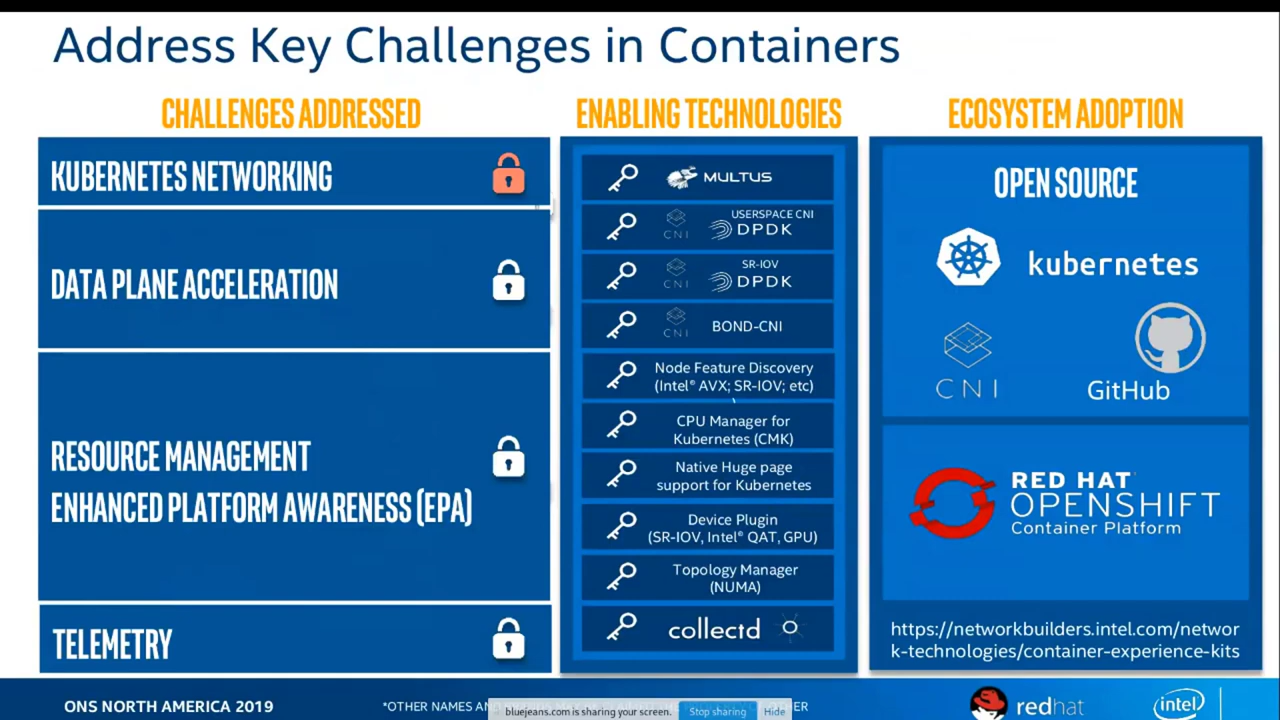 Address Key Challenges in Containers
CHALLENGES ADDRESSED
KUBERNETES NETWORKING
DATA PLANE ACCELERATION
RESOURCE MANAGEMENT
ENHANCED PLATFORM AWARENESS (EPA)
TELEMETRY
ENABLING TECHNOLOGIES
MULTUS
CNI
USERSPACE CNI
DPDK
CNI
SR-IOV
DPDK
CNI
BOND-CNI
Node Feature Discovery
(Intel® AVX; SR-IOV; etc)
CPU Manager for
Kubernetes (CMK)
Native Huge page
support for Kubernetes
Device Plugin
(SR-IOV, Intel® QAT, GPU)
Topology Manager
(NUMA)
collectd
ECOSYSTEM ADOPTION
OPEN SOURCE
kubernetes
CNI
GitHub
RED HAT
OPENSHIFT
Container Platform
https://networkbuilders.intel.com/networ
k-technologies/container-experience-kits
ONS NORTH AMERICA 2019
*OTHER NAMES
bluejeans.com is sharing your screen.
Stop sharing
Hide
redhat
intel